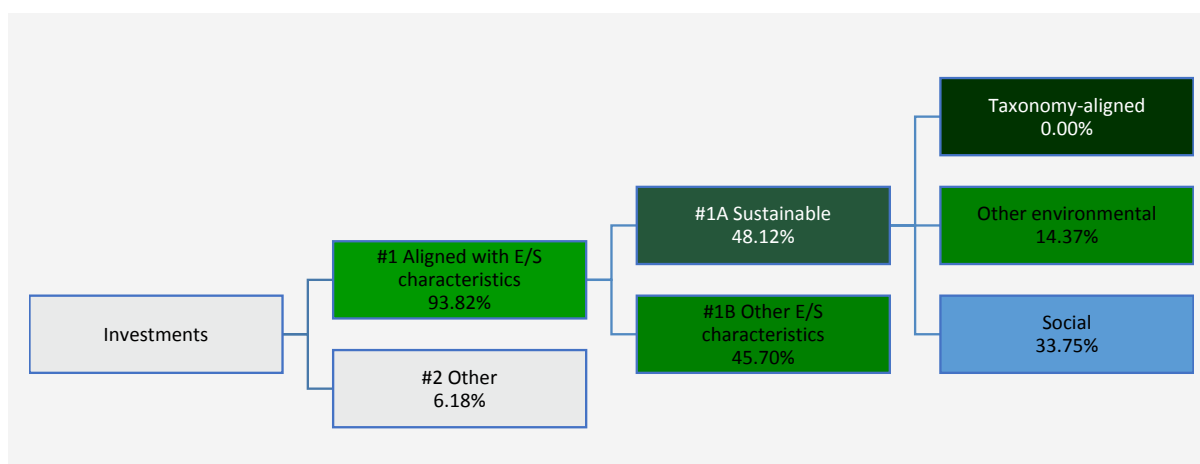 Investments
#1 Aligned with E/S
characteristics
93.82%
#2 Other
6.18%
#1A Sustainable
48.12%
#1B Other E/S
characteristics
45.70%
Taxonomy-aligned
0.00%
Other environmental
14.37%
Social
33.75%